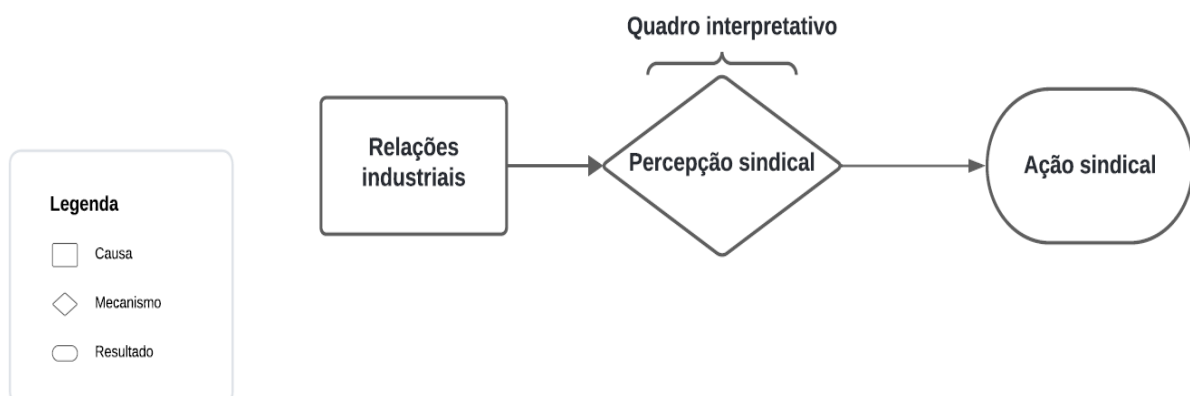 Quadro interpretativo
Relações
industriais
Percepção sindical
Ação sindical
Legenda
Causa
Mecanismo
Resultado